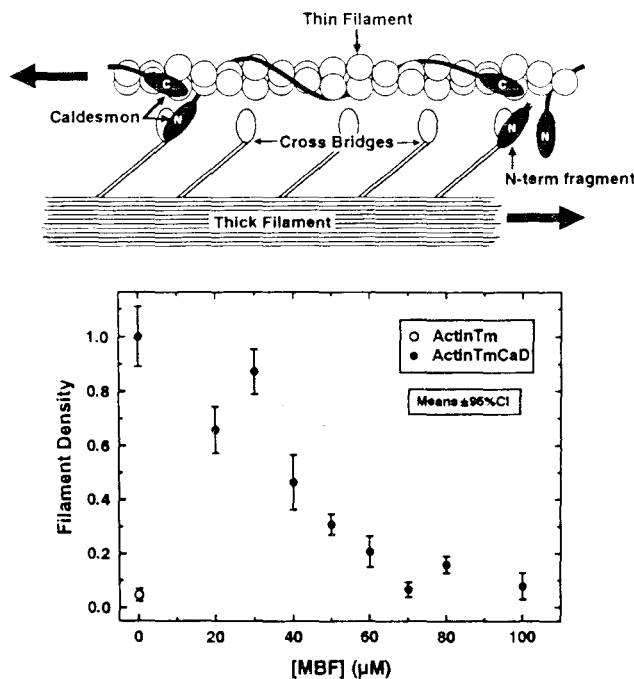 Thin Filament
C
C
Caldesmon
N
N
N
Cross Bridges
N-term fragment
Thick Filament
ActinTm
ActinTmCaD
Means ±95%CI
Filament Density
1.0
0.8
0.6
0.4
0.2
0.0
0
20
40
60
80
100
[MBF] (µM)